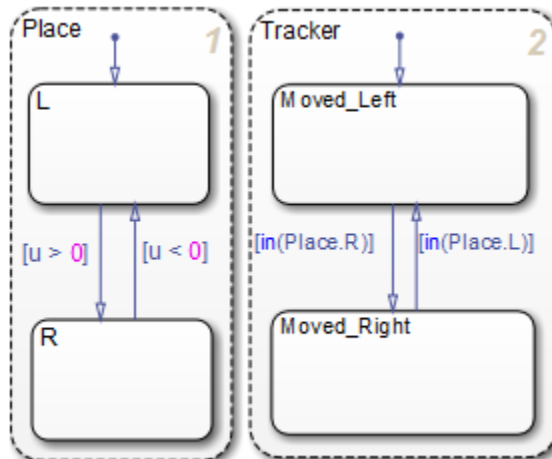 Place
1
L
[u > 0]
[u < 0]
R
Tracker
2
Moved_Left
[in(Place.R)]
[in(Place.L)]
Moved_Right